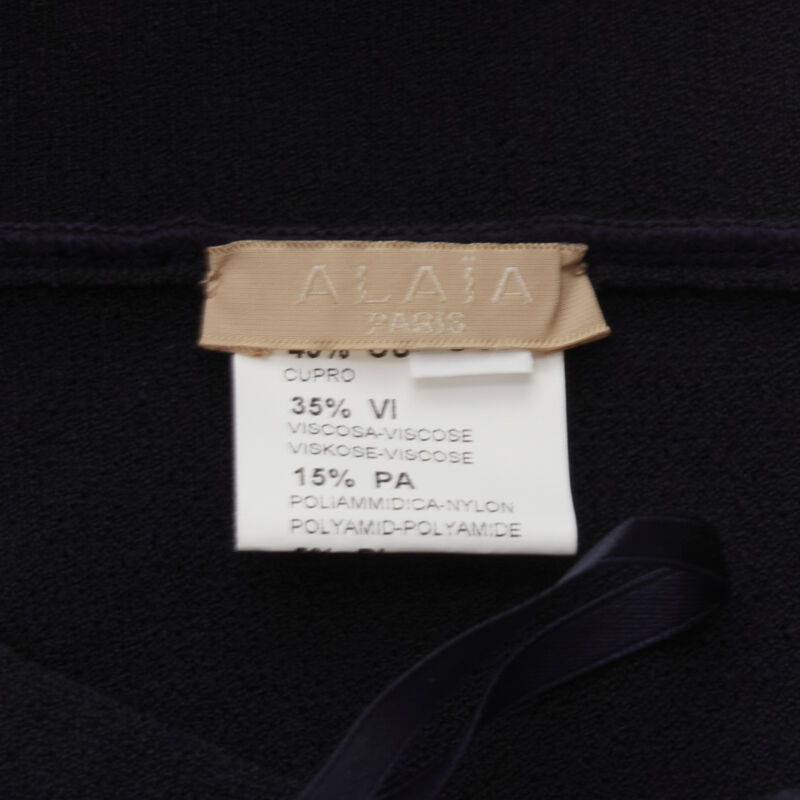 ALAÏA
PARIS
CUPRO
35% VI
VISCOSA-VISCOSE
VISKOSE-VISCOSE
15% PA
POLIAMMIDICA-NYLON
POLYAMID-POLYAMIDE